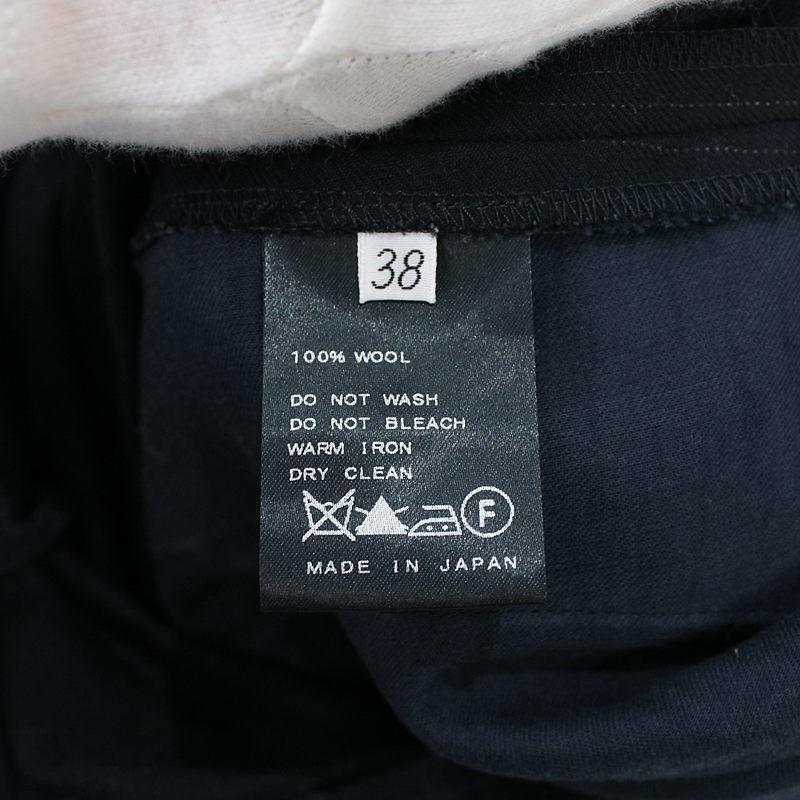 38
100% WOOL
DO NOT WASH
DO NOT BLEACH
WARM IRON
DRY CLEAN
F
MADE IN JAPAN